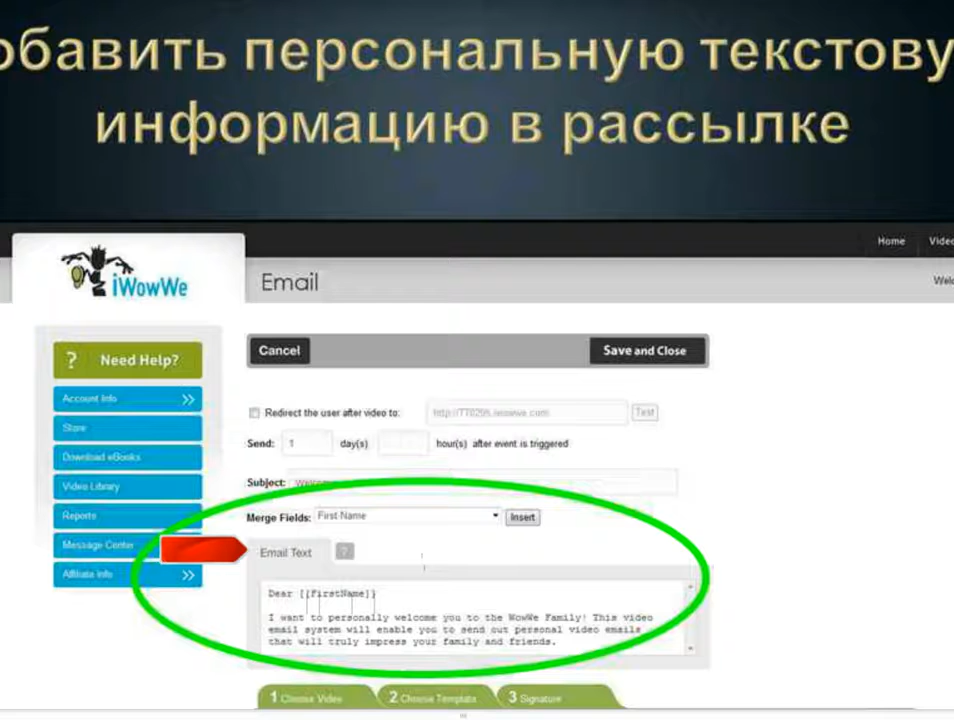 обавить персональную текстову
информацию в рассылке
Home Video
iWowWe
Email
Welc
? Need Help?
Cancel
Save and Close
Account Info
Store
Download eBooks
Video Library
Reports
Message Center
Affiliate Info
Redirect the user after video to:
Test
Send: 1 day(s) hour(s) after event is triggered
Subject: Welcome
Merge Fields: First Name Insert
Email Text ?
Dear [{firstName}}
I want to personally welcome you to the WowWe Family! This video
email system will enable you to send out personal video emails
that will truly impress your family and friends.
1 Choose Video 2 Choose Template 3 Signature